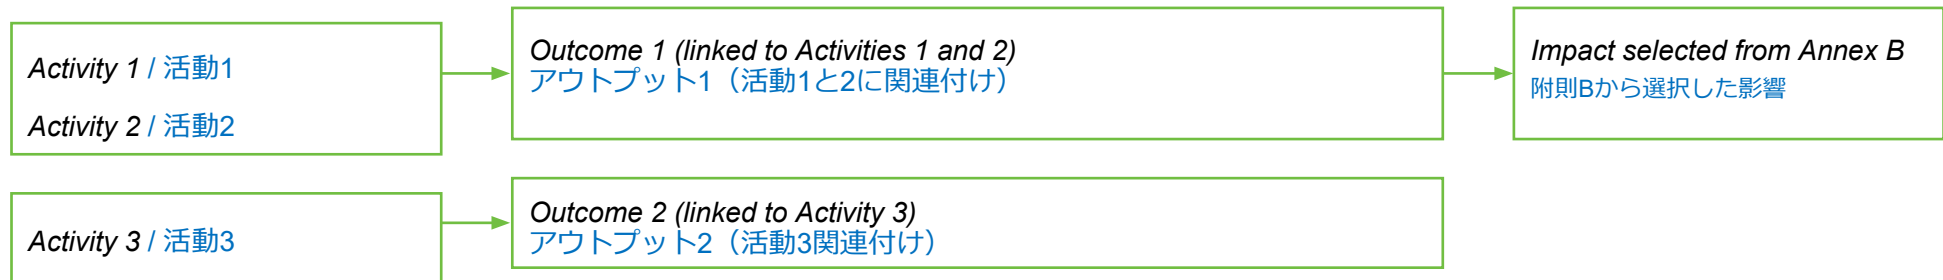 Activity 1 / 活動1
Activity 2 / 活動2
Outcome 1 (linked to Activities 1 and 2)
アウトプット1（活動1と2に関連付け）
Impact selected from Annex B
附則Bから選択した影響
Activity 3 / 活動3
Outcome 2 (linked to Activity 3)
アウトプット2（活動3関連付け）